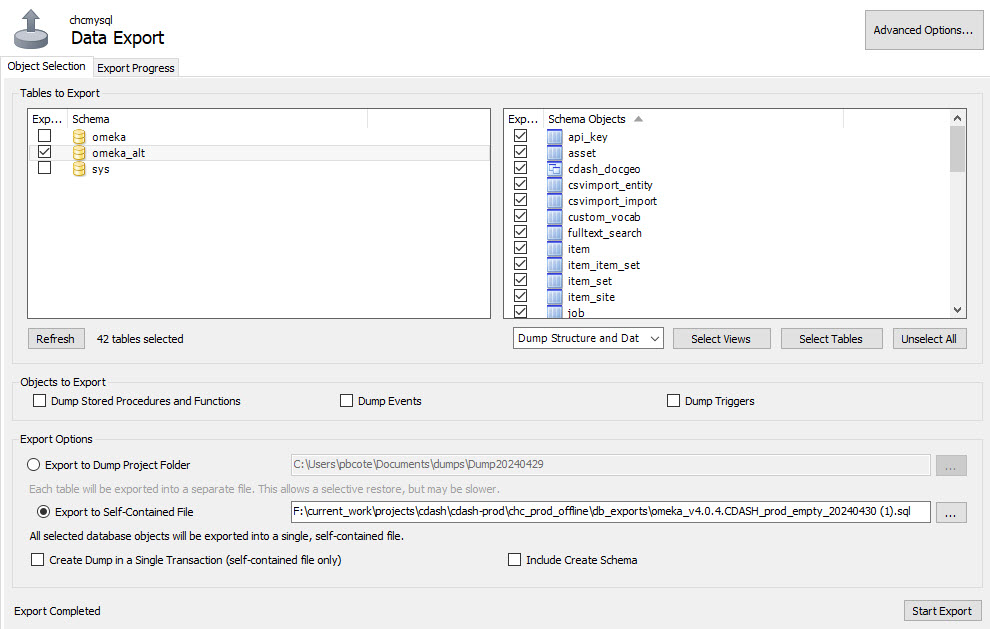 chcmysql
Data Export
Advanced Options...
Object Selection
Export Progress
Tables to Export
Exp... Schema
omeka
omeka_alt
sys
Exp... Schema Objects
api_key
asset
cdash_docgeo
csvimport_entity
csvimport_import
custom_vocab
fulltext_search
item
item_item_set
item_set
item_site
job
Refresh
42 tables selected
Dump Structure and Dat
Select Views
Select Tables
Unselect All
Objects to Export
Dump Stored Procedures and Functions
Dump Events
Dump Triggers
Export Options
Export to Dump Project Folder
C:\Users\pbcote\Documents\dumps\Dump20240429
...
Each table will be exported into a separate file. This allows a selective restore, but may be slower.
Export to Self-Contained File
F:\current_work\projects\cdash\cdash-prod\chc_prod_offline\db_exports\omeka_v4.0.4.CDASH_prod_empty_20240430 (1).sql
...
All selected database objects will be exported into a single, self-contained file.
Create Dump in a Single Transaction (self-contained file only)
Include Create Schema
Export Completed
Start Export